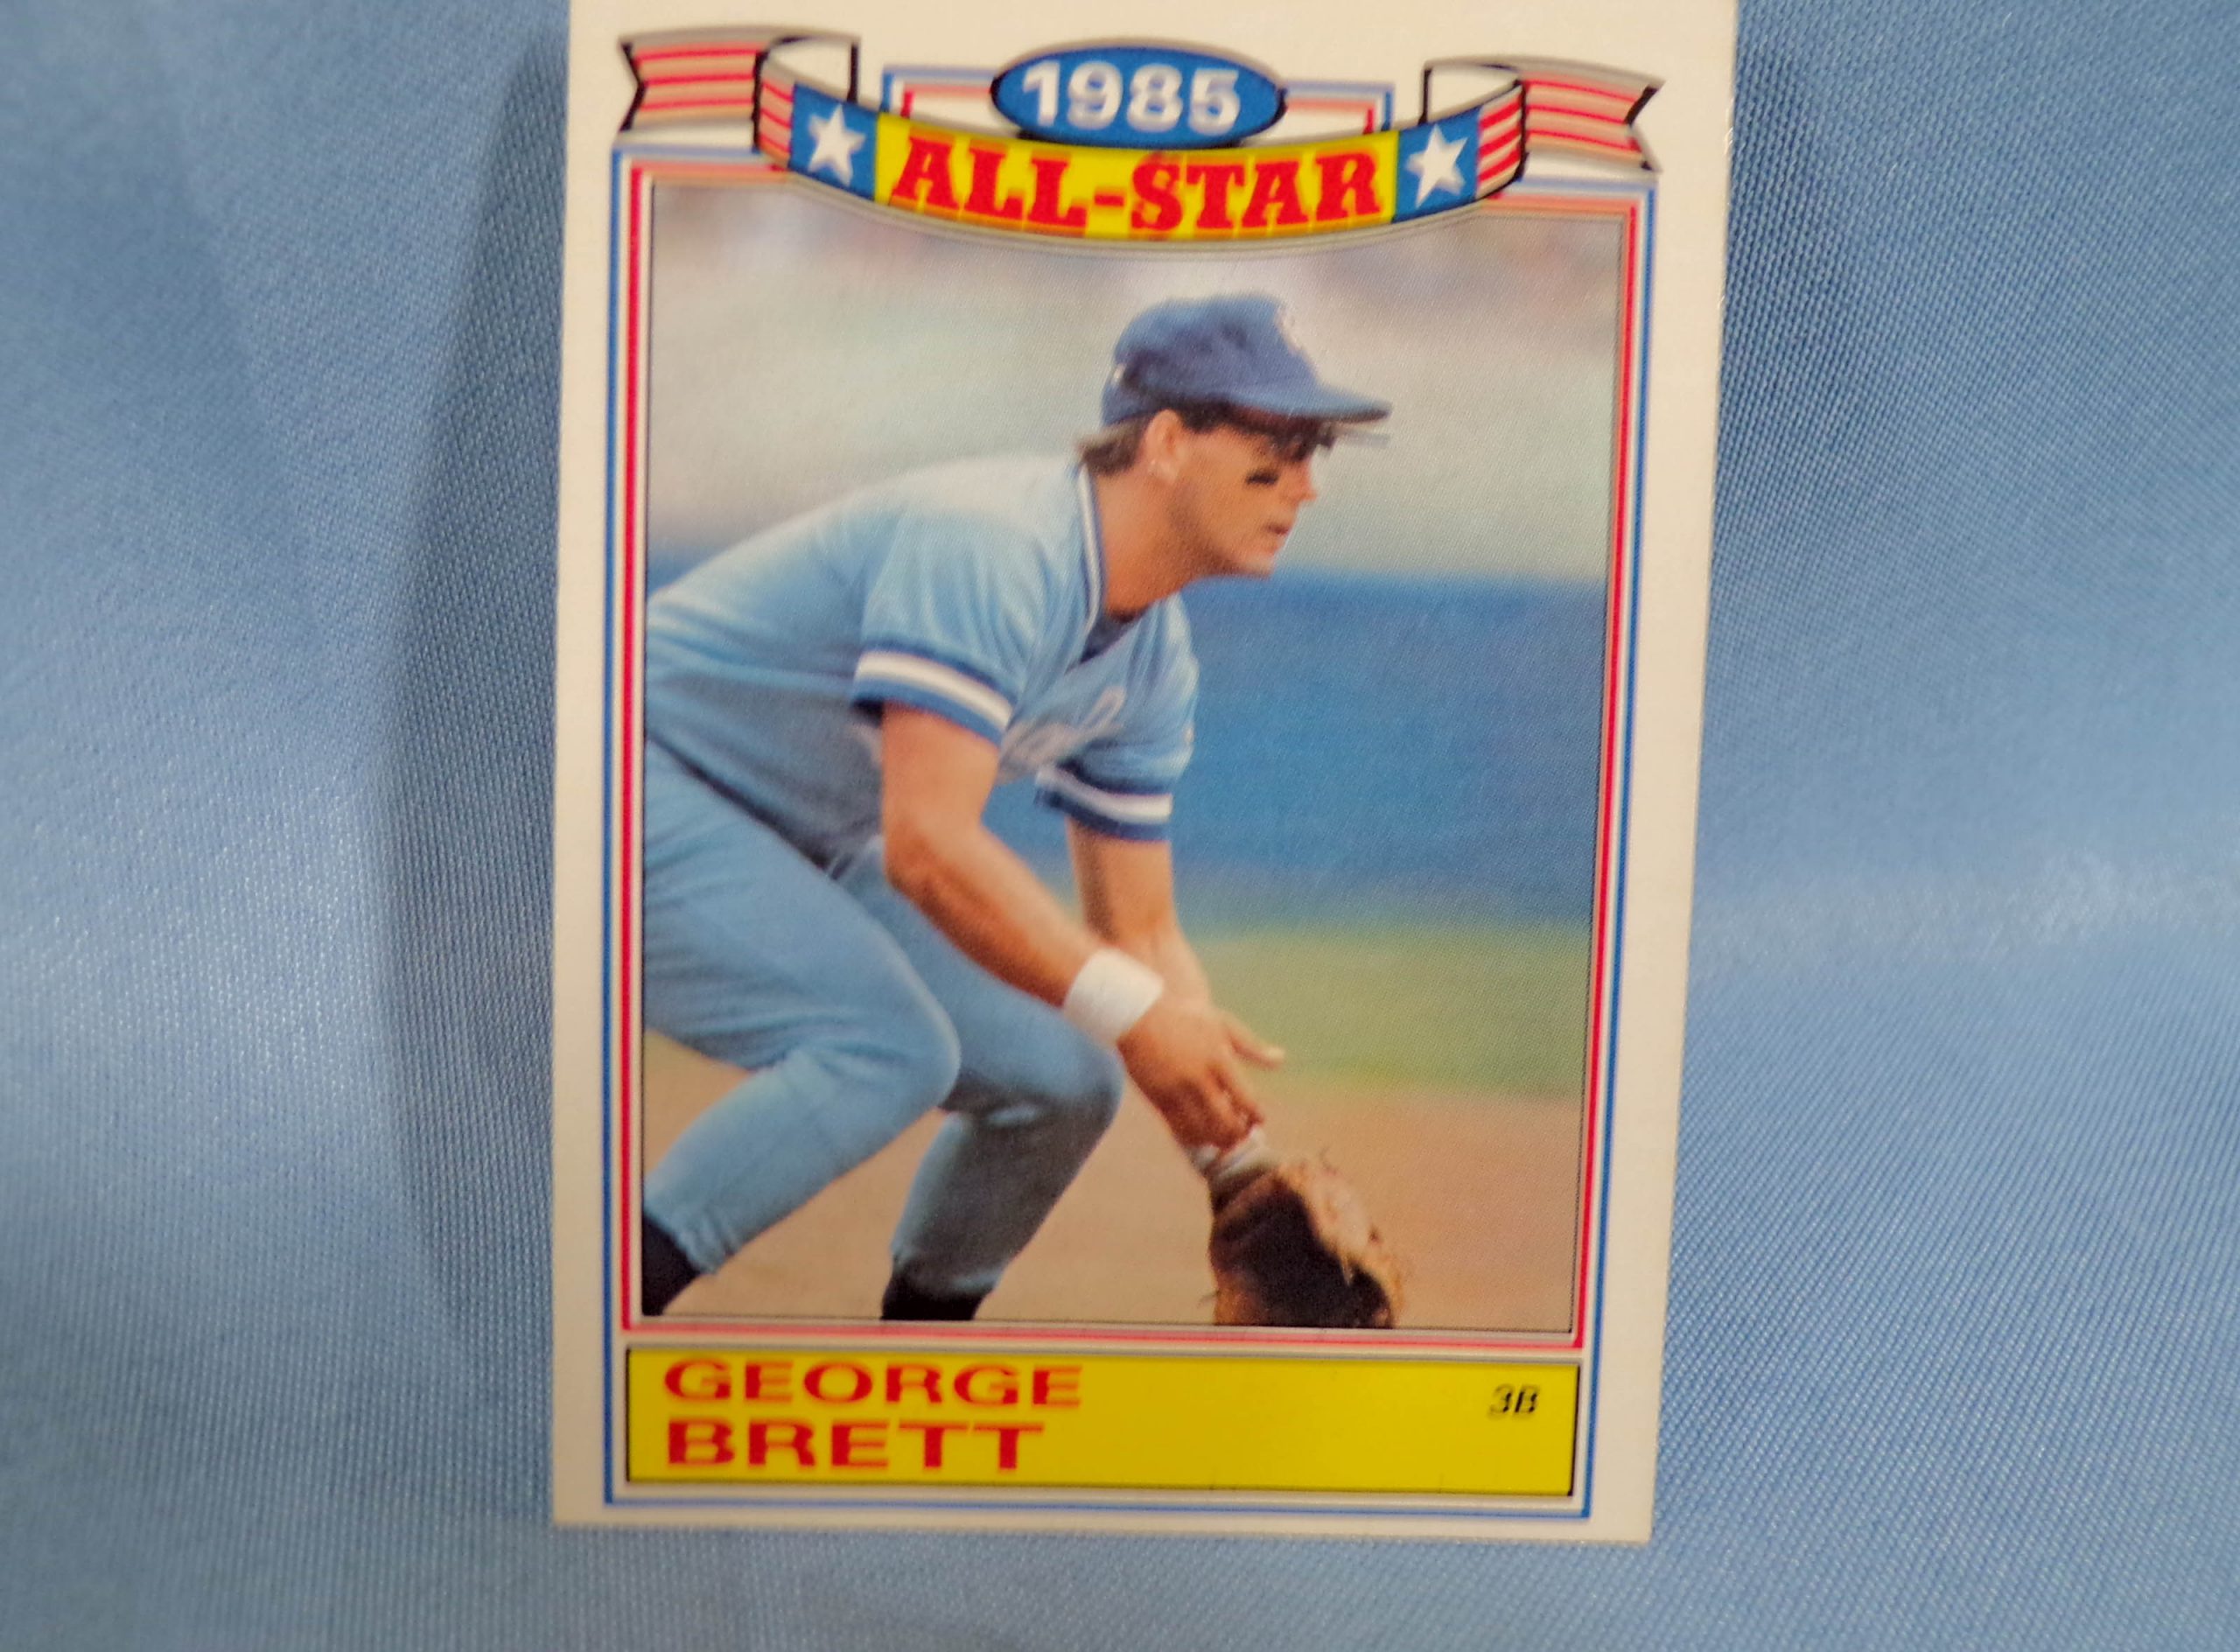 1985
ALL-STAR
GEORGE
BRETT
3B